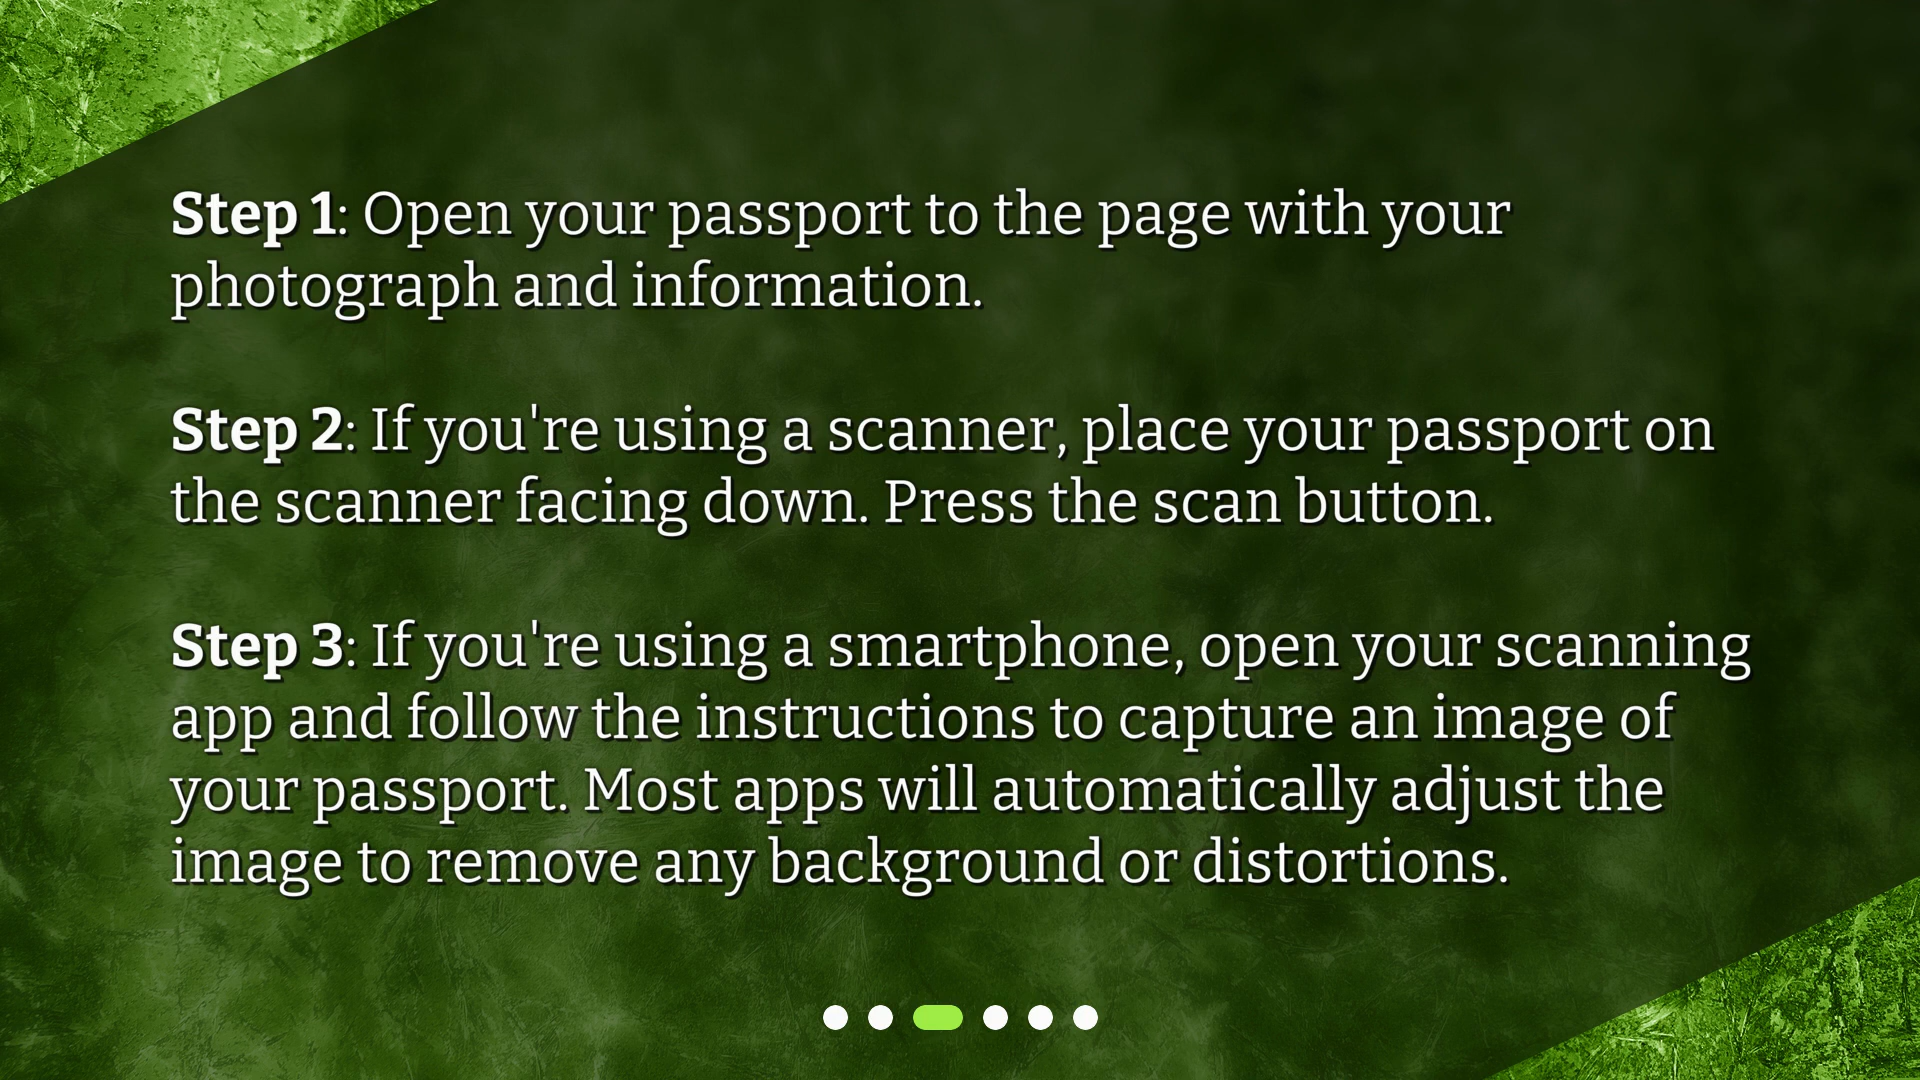 Step 1: Open your passport to the page with your
photograph and information.
Step 2: If you're using a scanner, place your passport on
the scanner facing down. Press the scan button.
Step 3: If you're using a smartphone, open your scanning
app and follow the instructions to capture an image of
your passport. Most apps will automatically adjust the
image to remove any background or distortions.